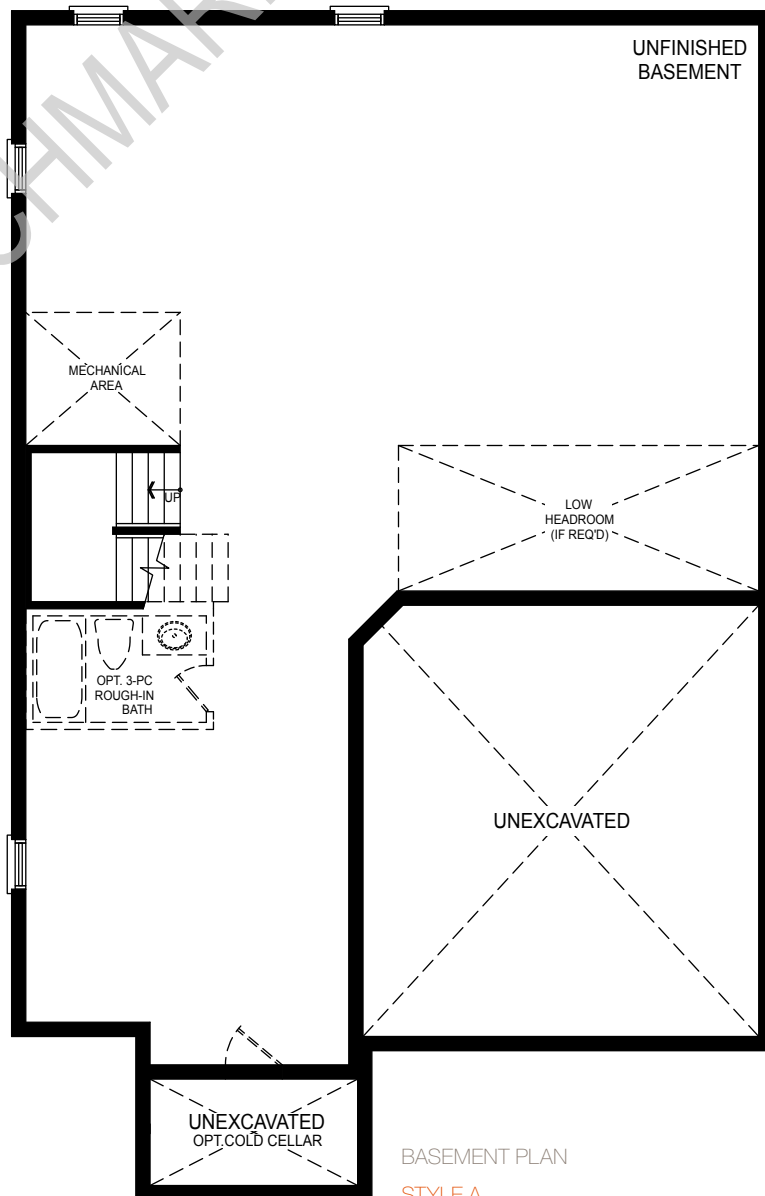 UNFINISHED
BASEMENT
MECHANICAL
AREA
UP
LOW
HEADROOM
(IF REQ'D)
OPT. 3-PC
ROUGH-IN
BATH
UNEXCAVATED
UNEXCAVATED
OPT.COLD CELLAR
BASEMENT PLAN
STYLE A